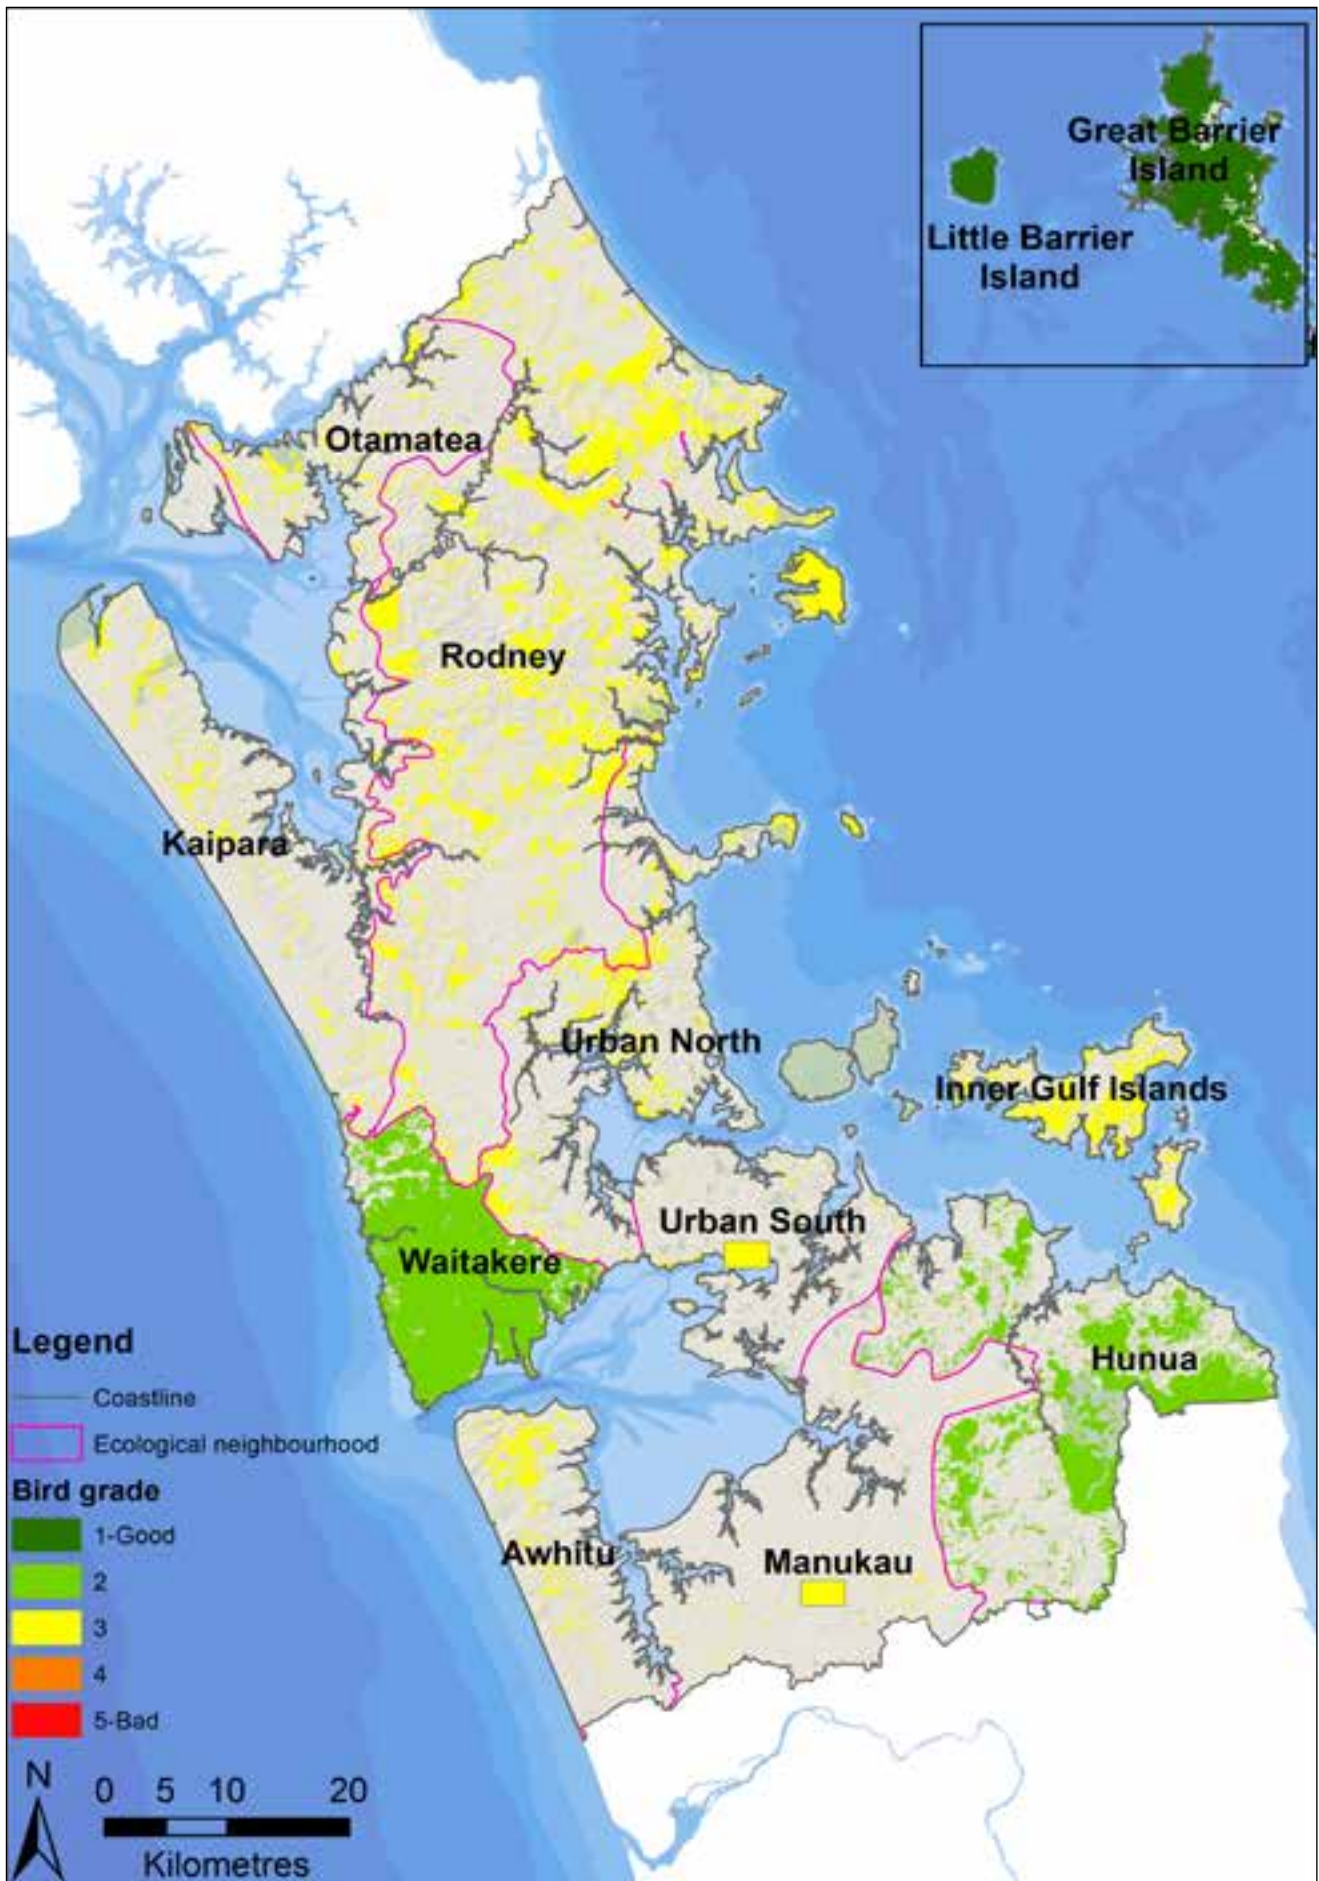 Great Barrier
Island
Little Barrier
Island
Otamatea
Rodney
Kaipara
Urban North
Inner Gulf Islands
Urban South
Waitakere
Hunua
Awhitu
Manukau
Legend
Coastline
Ecological neighbourhood
Bird grade
1-Good
2
3
4
5-Bad
N
0 5 10 20
Kilometres